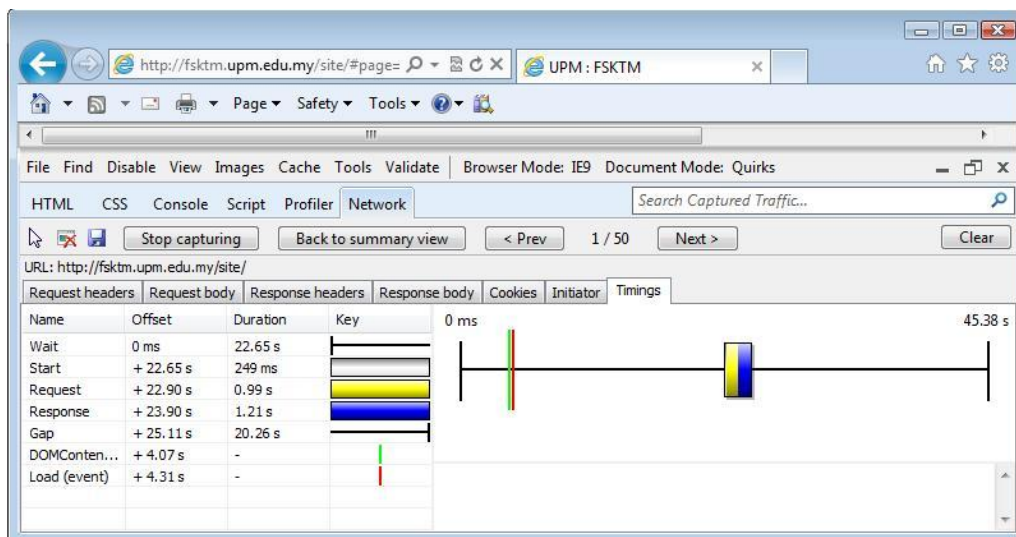 http://fsktm.upm.edu.my/site/#page= UPM : FSKTM
Page Safety Tools
File Find Disable View Images Cache Tools Validate Browser Mode: IE9 Document Mode: Quirks
HTML CSS Console Script Profiler Network Search Captured Traffic...
Stop capturing Back to summary view < Prev 1 / 50 Next > Clear
URL: http://fsktm.upm.edu.my/site/
Request headers Request body Response headers Response body Cookies Initiator Timings
Name Offset Duration Key 0 ms 45.38 s
Wait 0 ms 22.65 s
Start + 22.65 s 249 ms
Request + 22.90 s 0.99 s
Response + 23.90 s 1.21 s
Gap + 25.11 s 20.26 s
DOMConten... + 4.07 s -
Load (event) + 4.31 s -